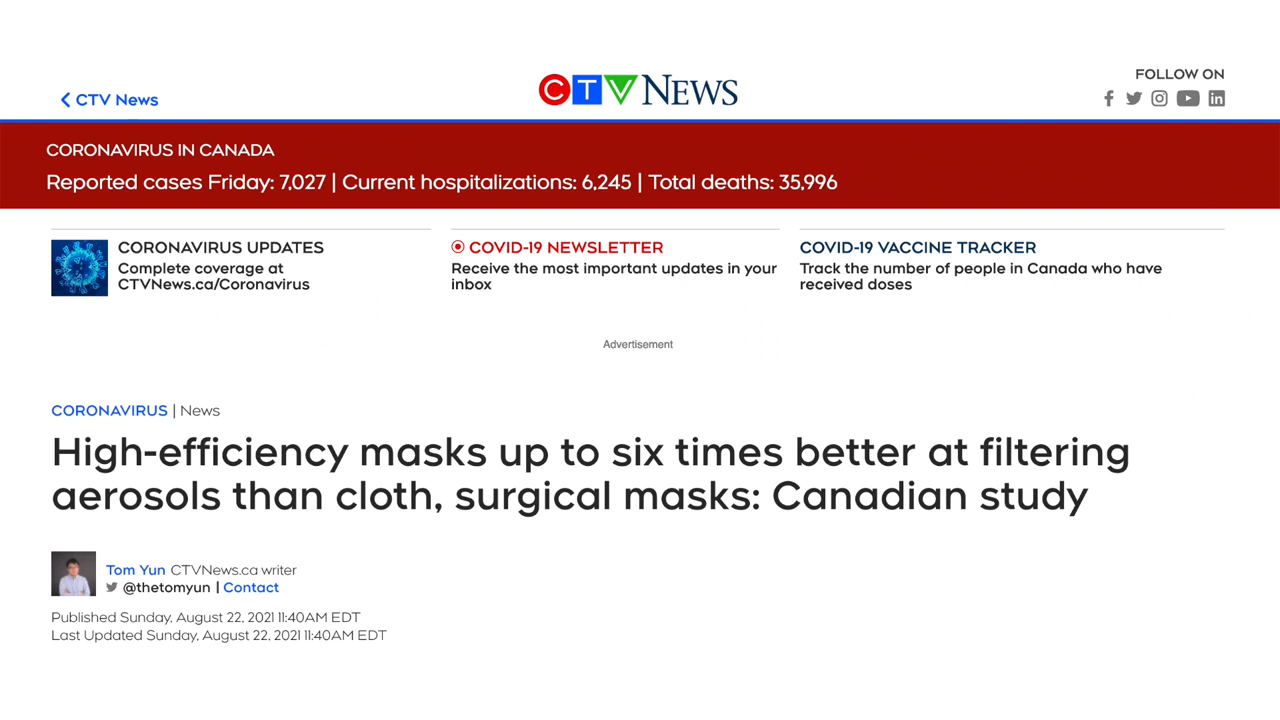 FOLLOW ON
CTV News
CTV NEWS
CORONAVIRUS IN CANADA
Reported cases Friday: 7,027 | Current hospitalizations: 6,245 | Total deaths: 35,996
CORONAVIRUS UPDATES
Complete coverage at
CTVNews.ca/Coronavirus
COVID-19 NEWSLETTER
Receive the most important updates in your
inbox
COVID-19 VACCINE TRACKER
Track the number of people in Canada who have
received doses
Advertisement
CORONAVIRUS | News
High-efficiency masks up to six times better at filtering
aerosols than cloth, surgical masks: Canadian study
Tom Yun CTVNews.ca writer
@thetomyun | Contact
Published Sunday, August 22, 2021 11:40AM EDT
Last Updated Sunday, August 22, 2021 11:40AM EDT